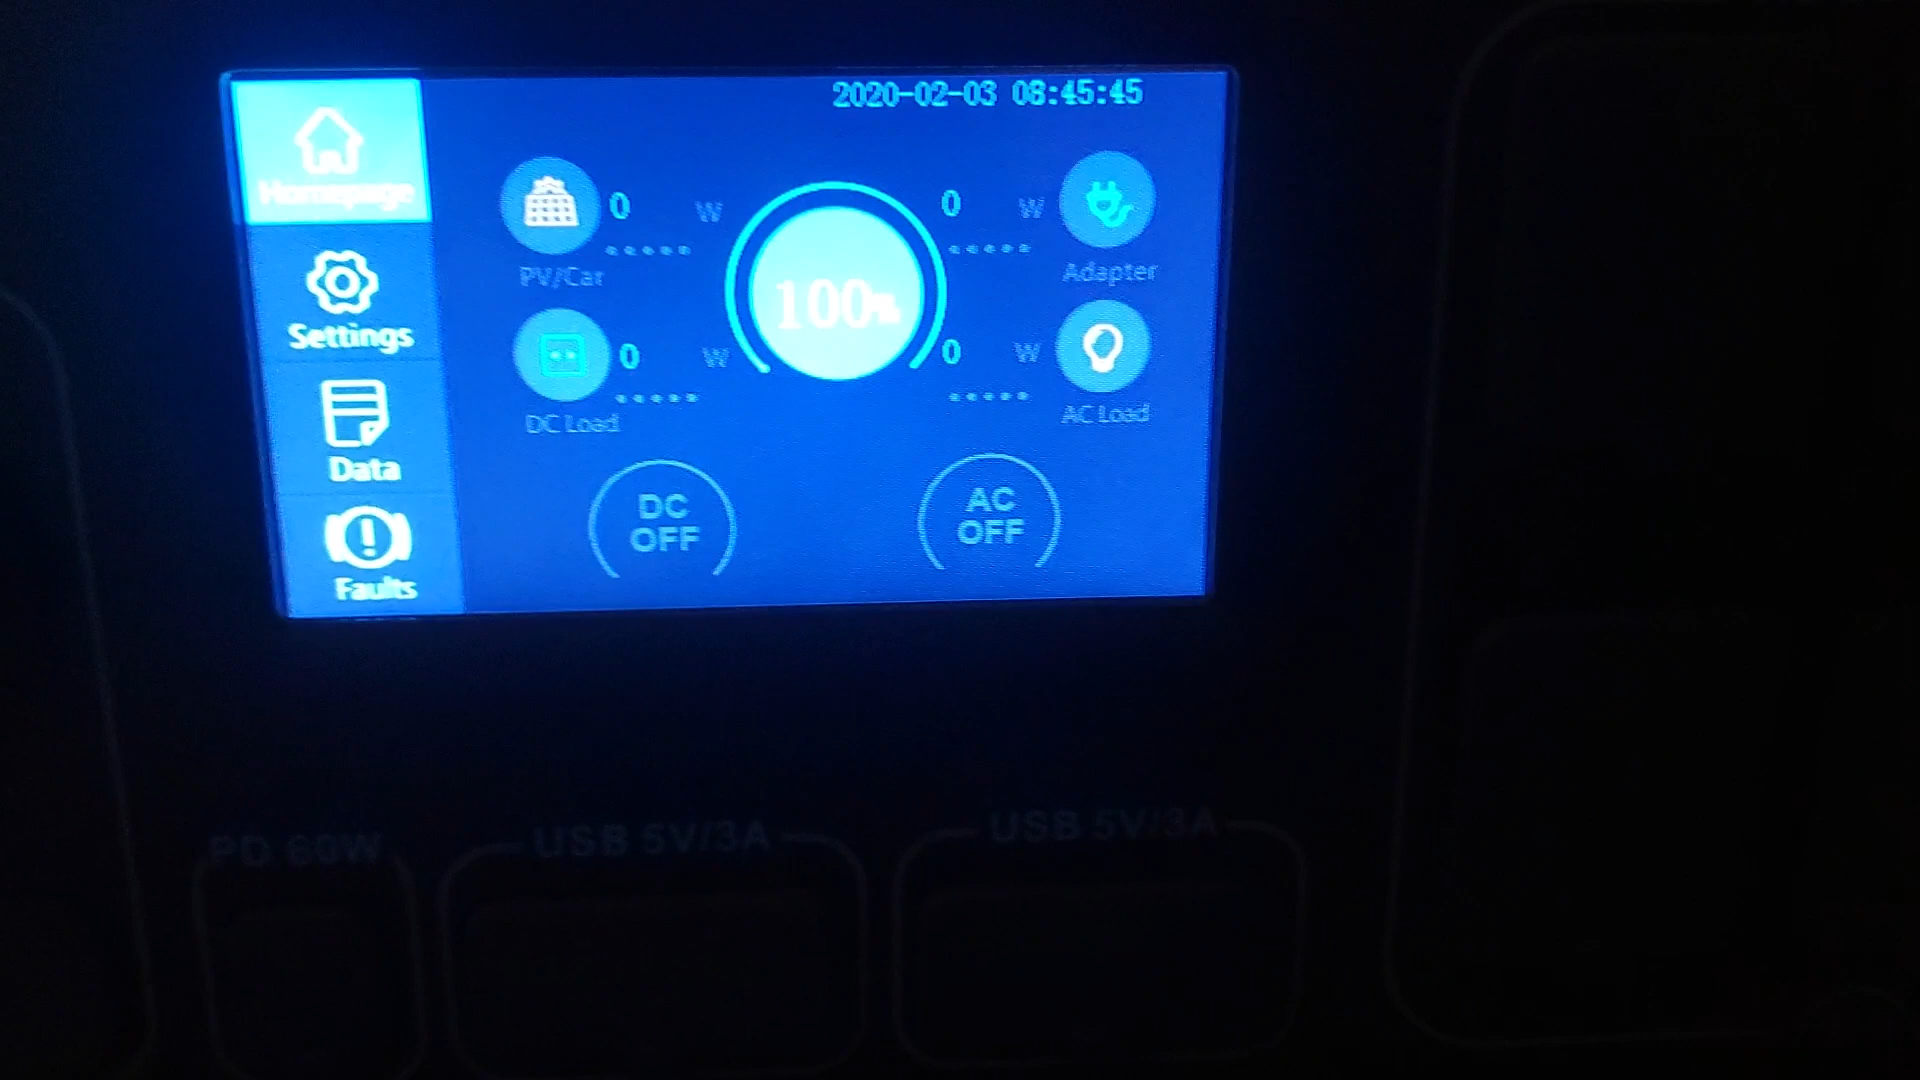 2020-02-03 08:45:45
Homepage
0 W
0 W
PV/Car
Adapter
100%
Settings
0 W
0 W
DC Load
AC Load
Data
DC
OFF
AC
OFF
Faults
PD 60W
USB 5V/3A
USB 5V/3A